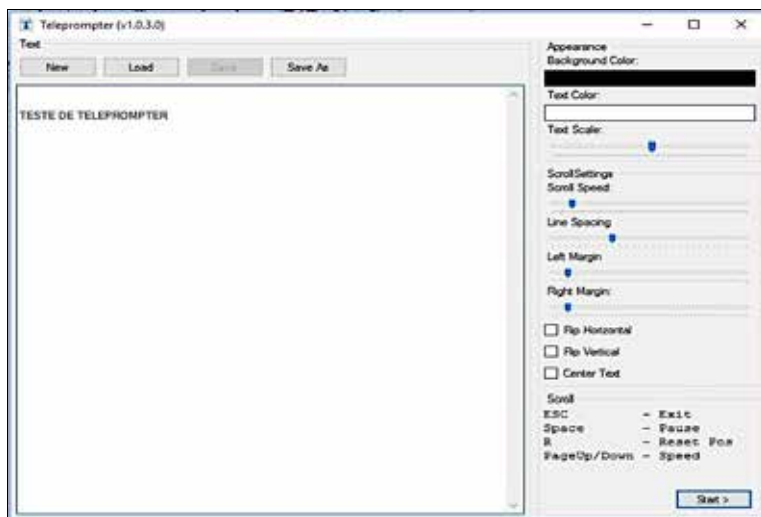 Teleprompter (v1.0.3.0)
Text
New Load Save Save As
TESTE DE TELEPROMPTER
Appearance
Background Color:
Text Color:
Text Scale:
ScrollSettings
Scroll Speed:
Line Spacing
Left Margin
Right Margin:
Flip Horizontal
Flip Vertical
Center Text
Scroll
ESC - Exit
Space - Pause
R - Reset Pos
PageUp/Down - Speed
Start >